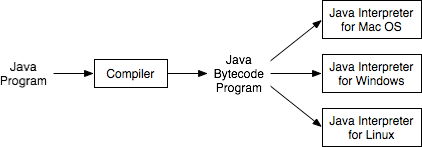 Java
Program
Compiler
Java
Bytecode
Program
Java Interpreter
for Mac OS
Java Interpreter
for Windows
Java Interpreter
for Linux